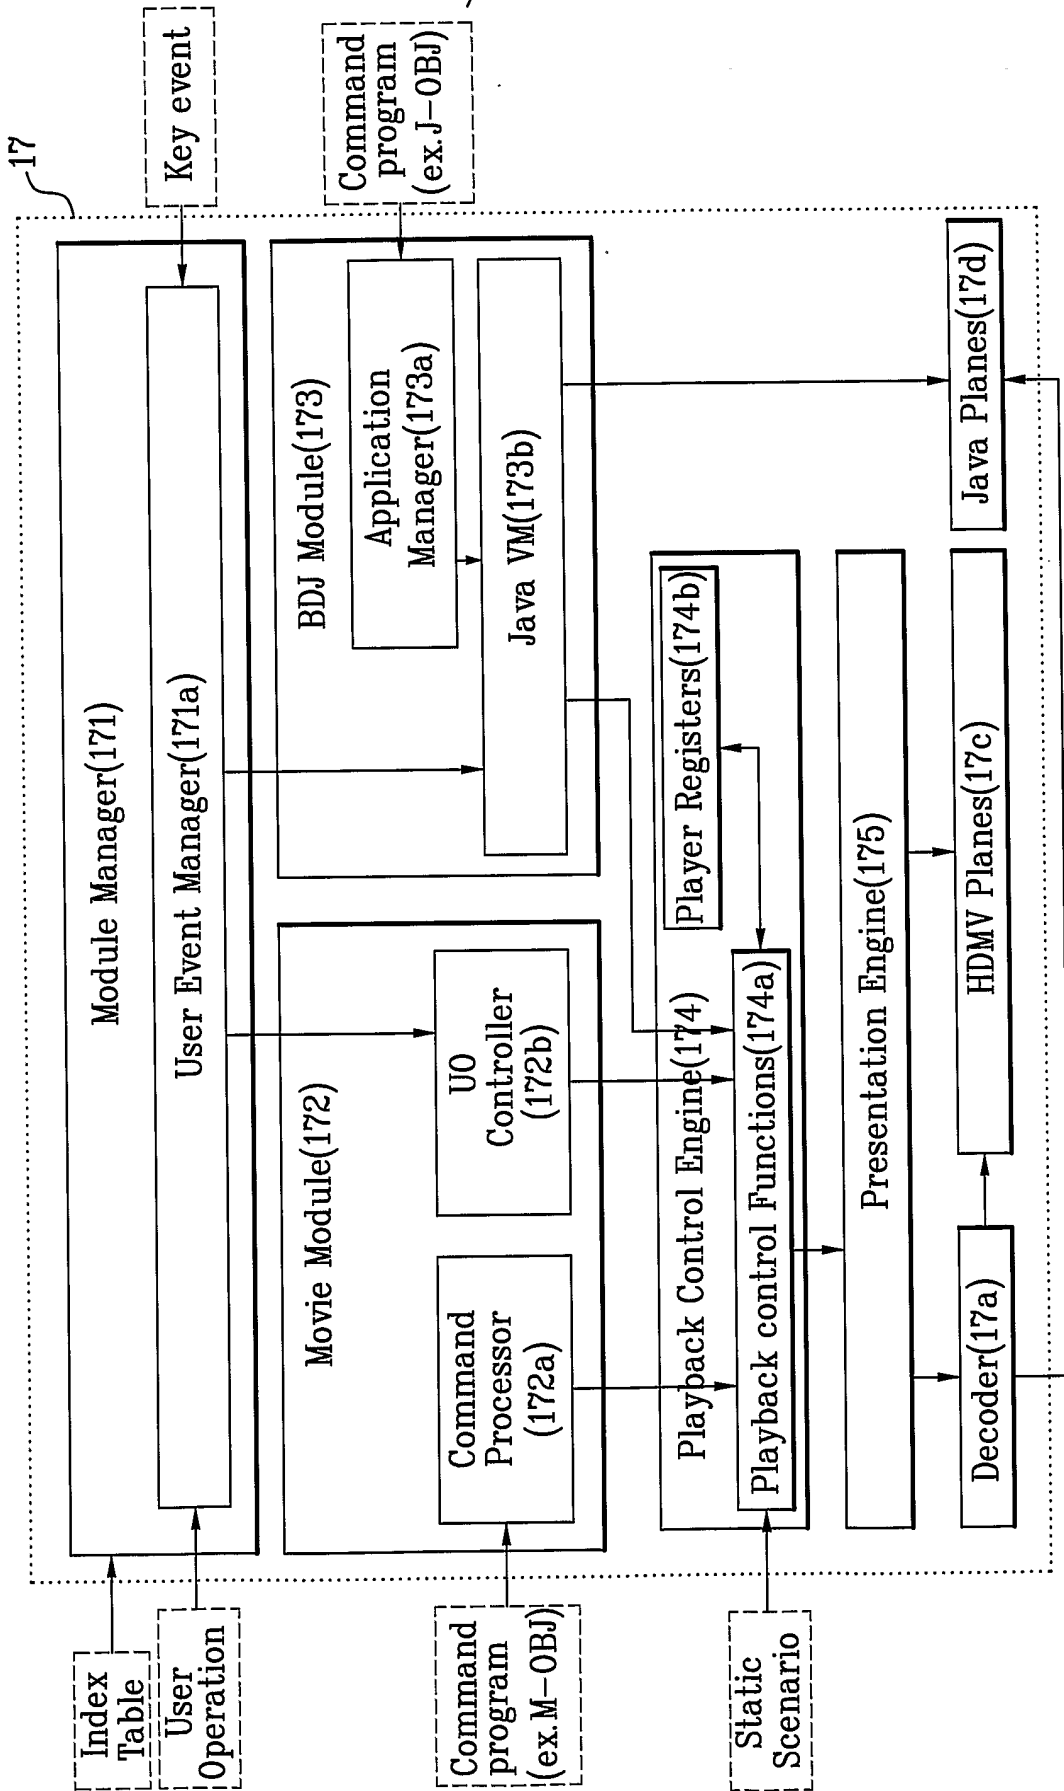 17
Index
Table
User
Operation
Key event
Module Manager(171)
User Event Manager(171a)
Command
program
(ex.M-OBJ)
Movie Module(172)
Command
Processor
(172a)
UO
Controller
(172b)
BDJ Module(173)
Application
Manager(173a)
Java VM(173b)
Command
program
(ex.J-OBJ)
Static
Scenario
Playback Control Engine(174)
Playback control Functions(174a)
Player Registers(174b)
Presentation Engine(175)
Decoder(17a)
HDMV Planes(17c)
Java Planes(17d)